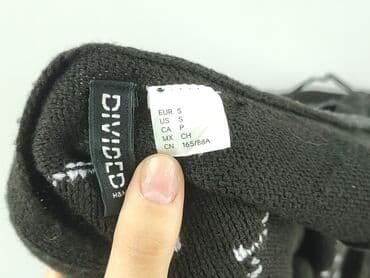 DIVIDED
H&M
EUR S
US S
CA P
MX CH
CN 165/88A